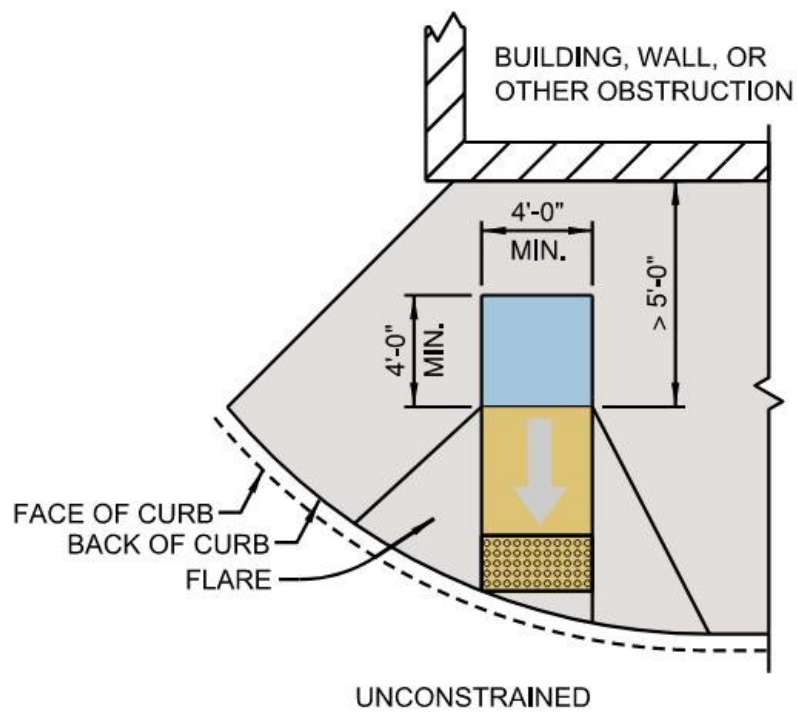 BUILDING, WALL, OR
OTHER OBSTRUCTION
4'-0"
MIN.
> 5'-0"
4'-0"
MIN.
FACE OF CURB
BACK OF CURB
FLARE
UNCONSTRAINED